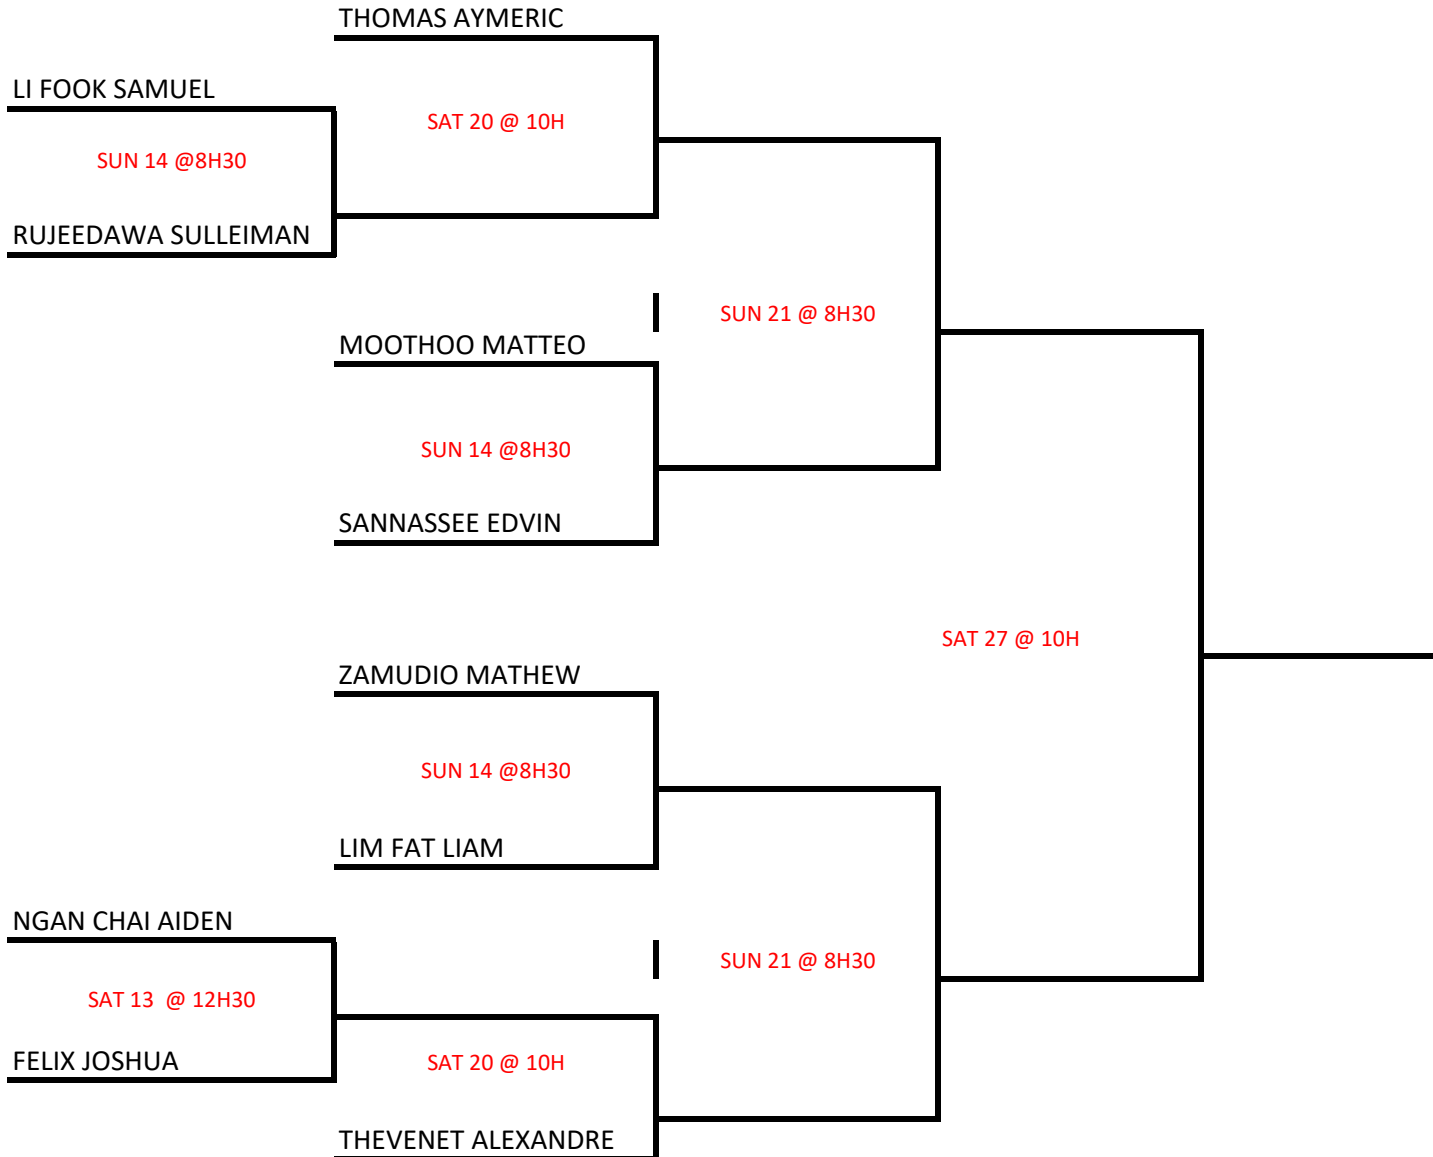 THOMAS AYMERIC
LI FOOK SAMUEL
SAT 20 @ 10H
SUN 14 @8H30
RUJEEDAWA SULLEIMAN
SUN 21 @ 8H30
MOOTHOO MATTEO
SUN 14 @8H30
SANNASSEE EDVIN
SAT 27 @ 10H
ZAMUDIO MATHEW
SUN 14 @8H30
LIM FAT LIAM
NGAN CHAI AIDEN
SUN 21 @ 8H30
SAT 13  @ 12H30
FELIX JOSHUA
SAT 20 @ 10H
THEVENET ALEXANDRE